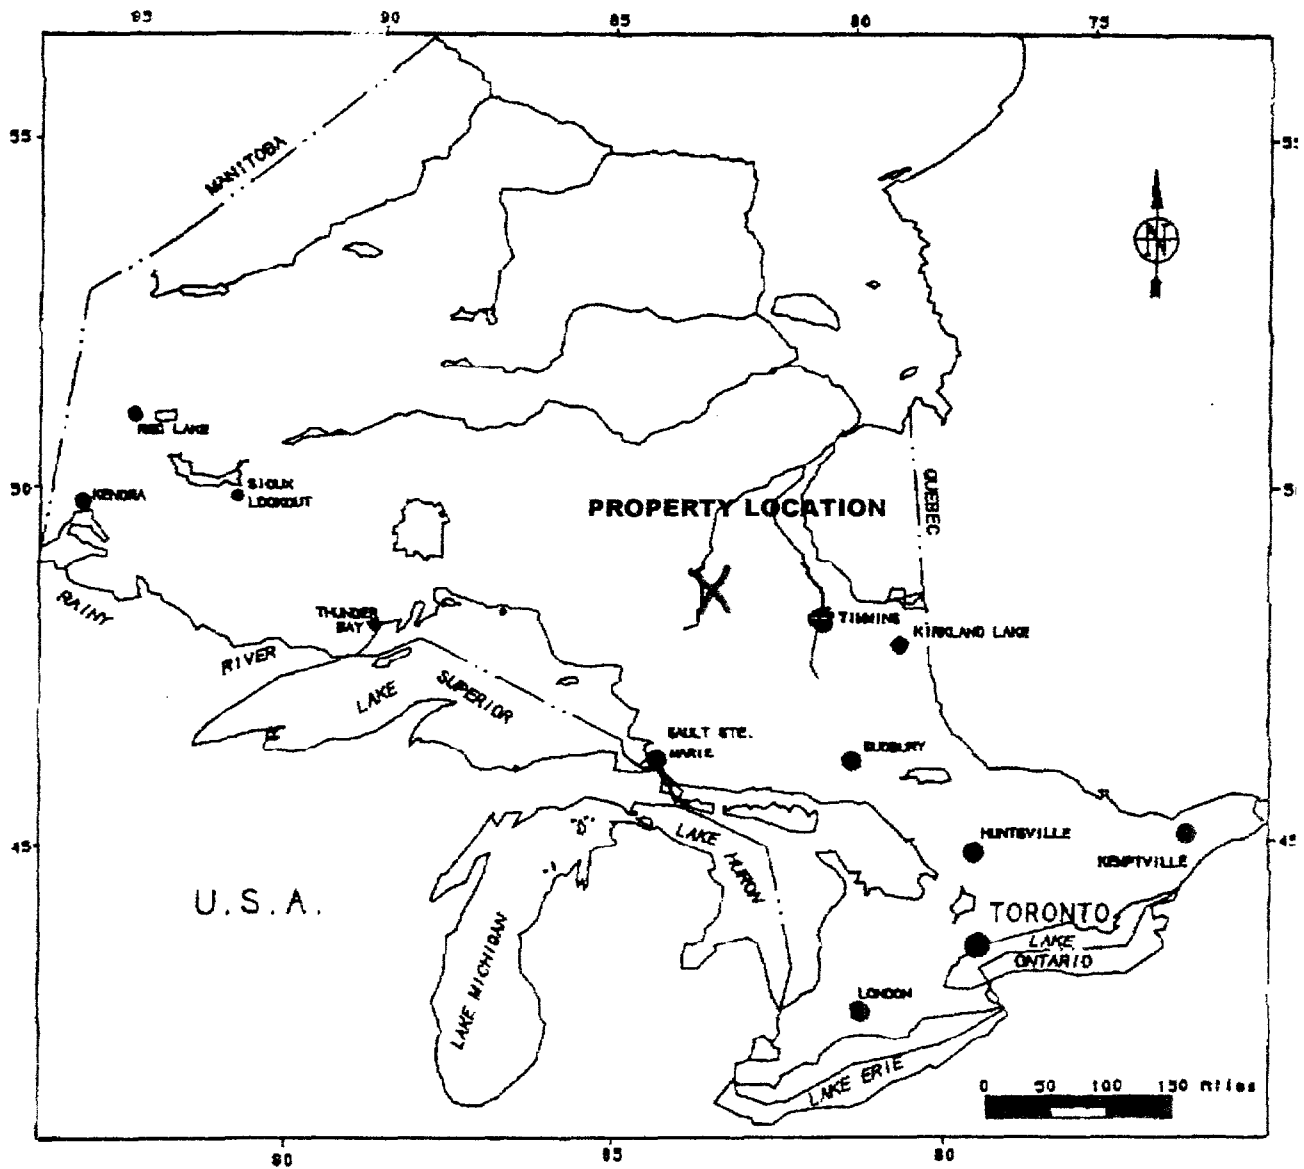 95 90 85 80 75
55 55
MANITOBA
N
RED LAKE
SIOUX
LOOKOUT
KENORA
50
PROPERTY LOCATION
QUEBEC
X
RAINY
RIVER
THUNDER
BAY
TIMMINS
KIRKLAND LAKE
LAKE
SUPERIOR
SAULT STE.
MARIE
SUDBURY
LAKE
HURON
HUNTSVILLE
KEMPTVILLE
45 45
U.S.A.
TORONTO
LAKE
ONTARIO
LAKE MICHIGAN
LONDON
LAKE ERIE
0 50 100 150 miles
90 85 80